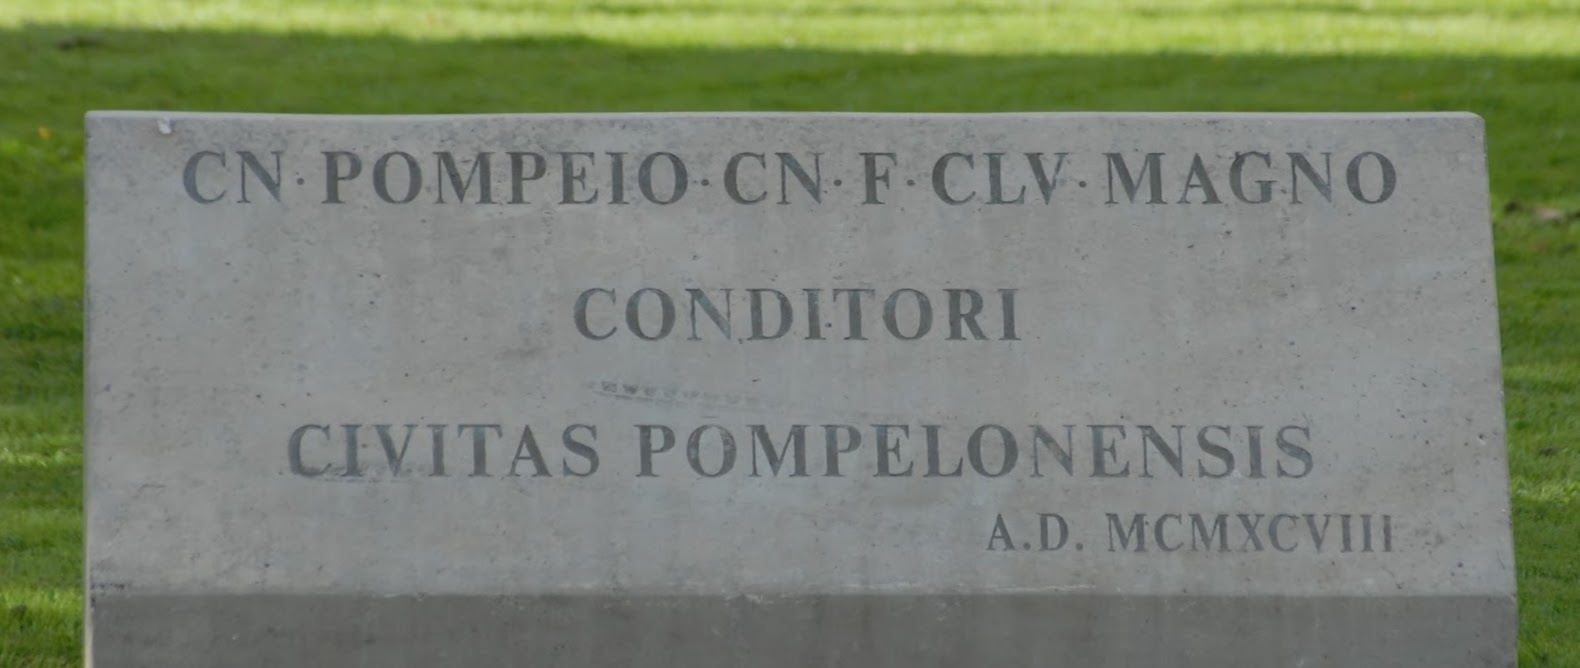 CN·POMPEIO·CN·F·CLV·MAGNO
CONDITORI
CIVITAS POMPELONENSIS
A.D. MCMXCVIII